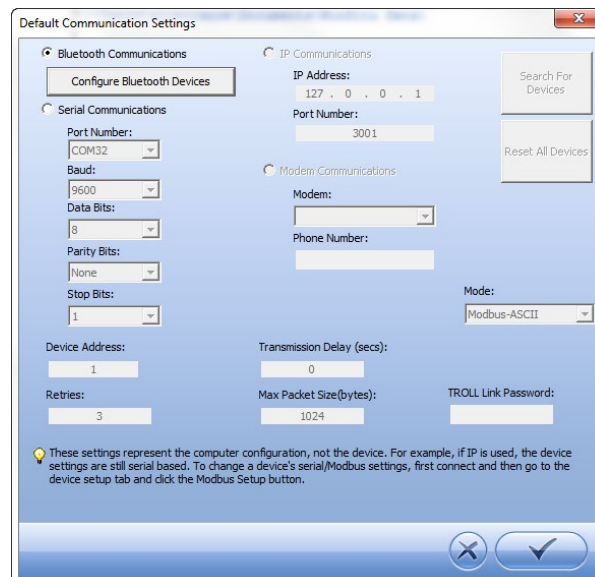 Default Communication Settings
Bluetooth Communications
Configure Bluetooth Devices
Serial Communications
Port Number:
COM32
Baud:
9600
Data Bits:
8
Parity Bits:
None
Stop Bits:
1
IP Communications
IP Address:
127 . 0 . 0 . 1
Port Number:
3001
Modem Communications
Modem:
Phone Number:
Search For
Devices
Reset All Devices
Mode:
Modbus-ASCII
Device Address:
1
Transmission Delay (secs):
0
Retries:
3
Max Packet Size(bytes):
1024
TROLL Link Password:
These settings represent the computer configuration, not the device. For example, if IP is used, the device
settings are still serial based. To change a device's serial/Modbus settings, first connect and then go to the
device setup tab and click the Modbus Setup button.